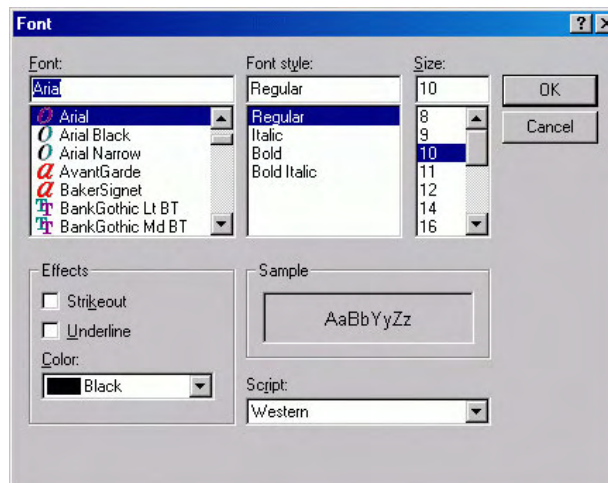 Font
Font:
Arial
Arial
Arial Black
Arial Narrow
AvantGarde
BakerSignet
BankGothic Lt BT
BankGothic Md BT
Font style:
Regular
Regular
Italic
Bold
Bold Italic
Size:
10
8
9
10
11
12
14
16
OK
Cancel
Effects
Strikeout
Underline
Color:
Black
Sample
AaBbYyZz
Script:
Western